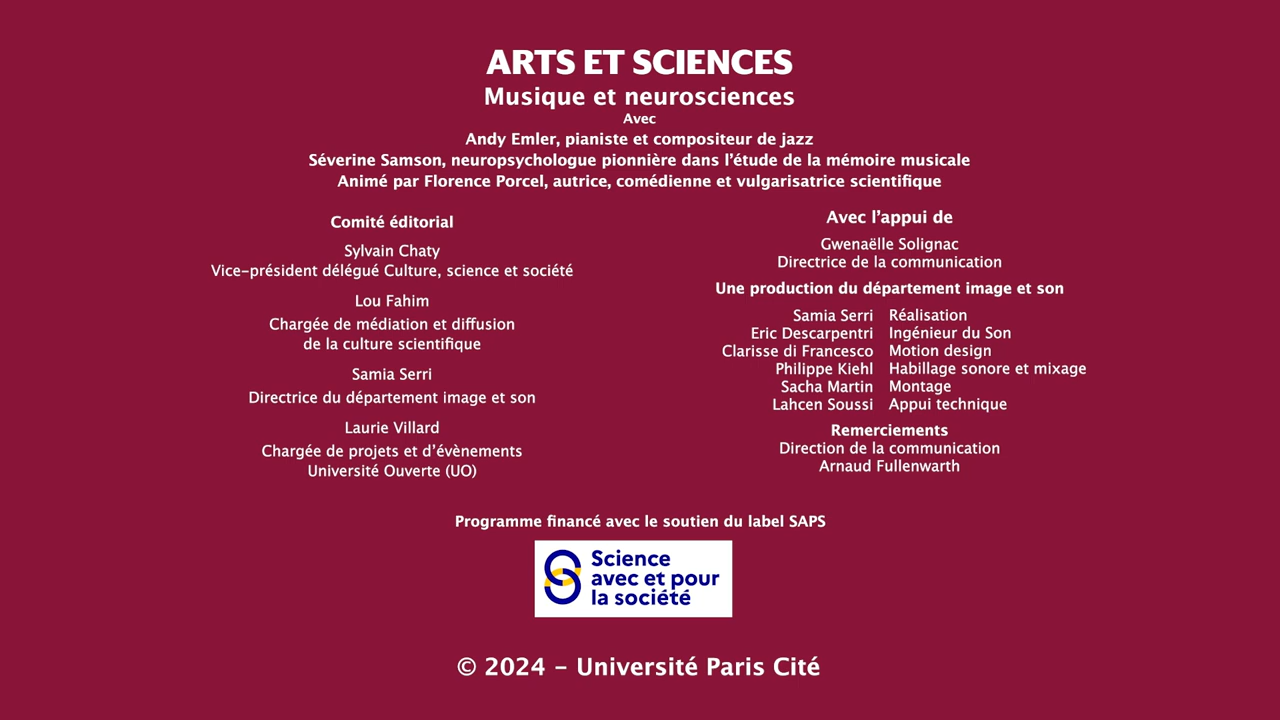 ARTS ET SCIENCES
Musique et neurosciences
Avec
Andy Emler, pianiste et compositeur de jazz
Séverine Samson, neuropsychologue pionnière dans l'étude de la mémoire musicale
Animé par Florence Porcel, autrice, comédienne et vulgarisatrice scientifique
Comité éditorial
Sylvain Chaty
Vice-président délégué Culture, science et société
Lou Fahim
Chargée de médiation et diffusion
de la culture scientifique
Samia Serri
Directrice du département image et son
Laurie Villard
Chargée de projets et d'évènements
Université Ouverte (UO)
Avec l'appui de
Gwenaëlle Solignac
Directrice de la communication
Une production du département image et son
Samia Serri Réalisation
Eric Descarpentri Ingénieur du Son
Clarisse di Francesco Motion design
Philippe Kiehl Habillage sonore et mixage
Sacha Martin Montage
Lahcen Soussi Appui technique
Remerciements
Direction de la communication
Arnaud Fullenwarth
Programme financé avec le soutien du label SAPS
Science
avec et pour
la société
© 2024 – Université Paris Cité